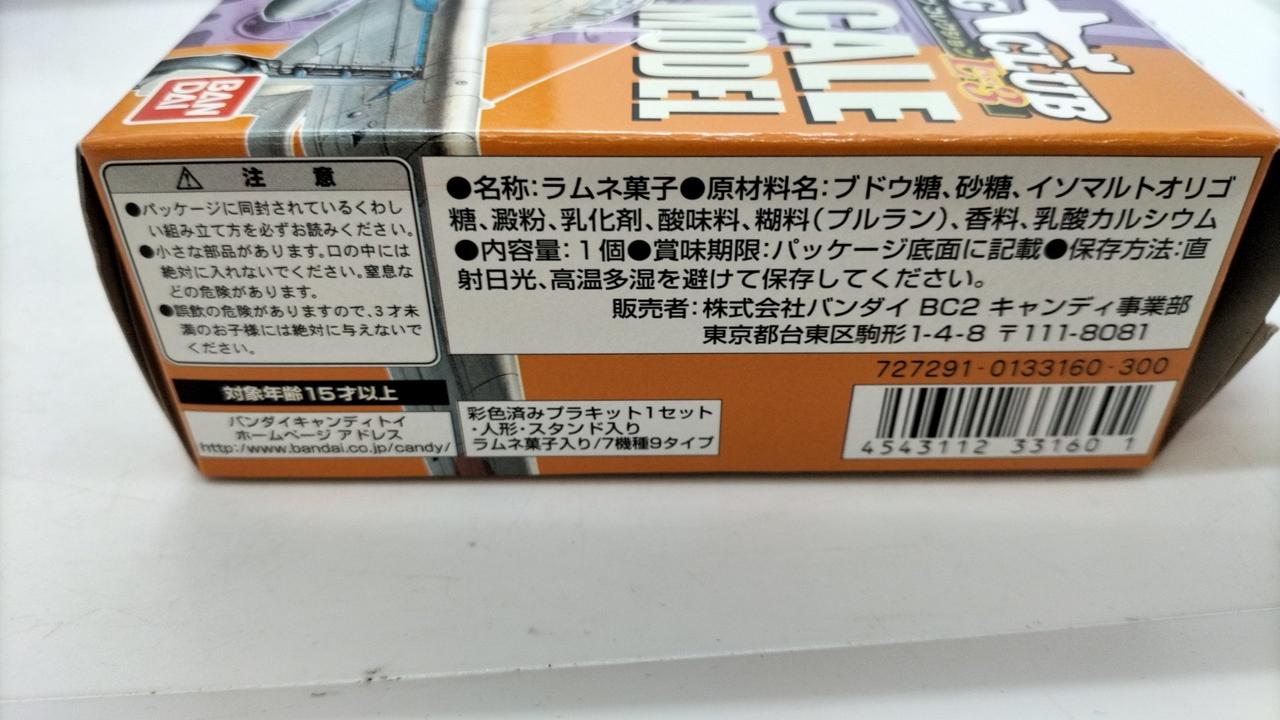 WING CLUB
L3
SCALE
MODEL
BAN
DAI
⚠ 注 意
●パッケージに同封されているくわし
い組み立て方を必ずお読みください。
●小さな部品があります。口の中には
絶対に入れないでください。窒息な
どの危険があります。
●誤飲の危険がありますので、3才未
満のお子様には絶対に与えないで
ください。
対象年齢15才以上
バンダイキャンディトイ
ホームページ アドレス
http:/www.bandai.co.jp/candy/
●名称:ラムネ菓子●原材料名:ブドウ糖、砂糖、イソマルトオリゴ
糖、澱粉、乳化剤、酸味料、糊料(プルラン)、香料、乳酸カルシウム
●内容量:1個●賞味期限:パッケージ底面に記載●保存方法:直
射日光、高温多湿を避けて保存してください。
販売者:株式会社バンダイ BC2 キャンディ事業部
東京都台東区駒形1-4-8 〒111-8081
727291-0133160-300
彩色済みプラキット1セット
・人形・スタンド入り
ラムネ菓子入り/7機種9タイプ
4543112 33160 1